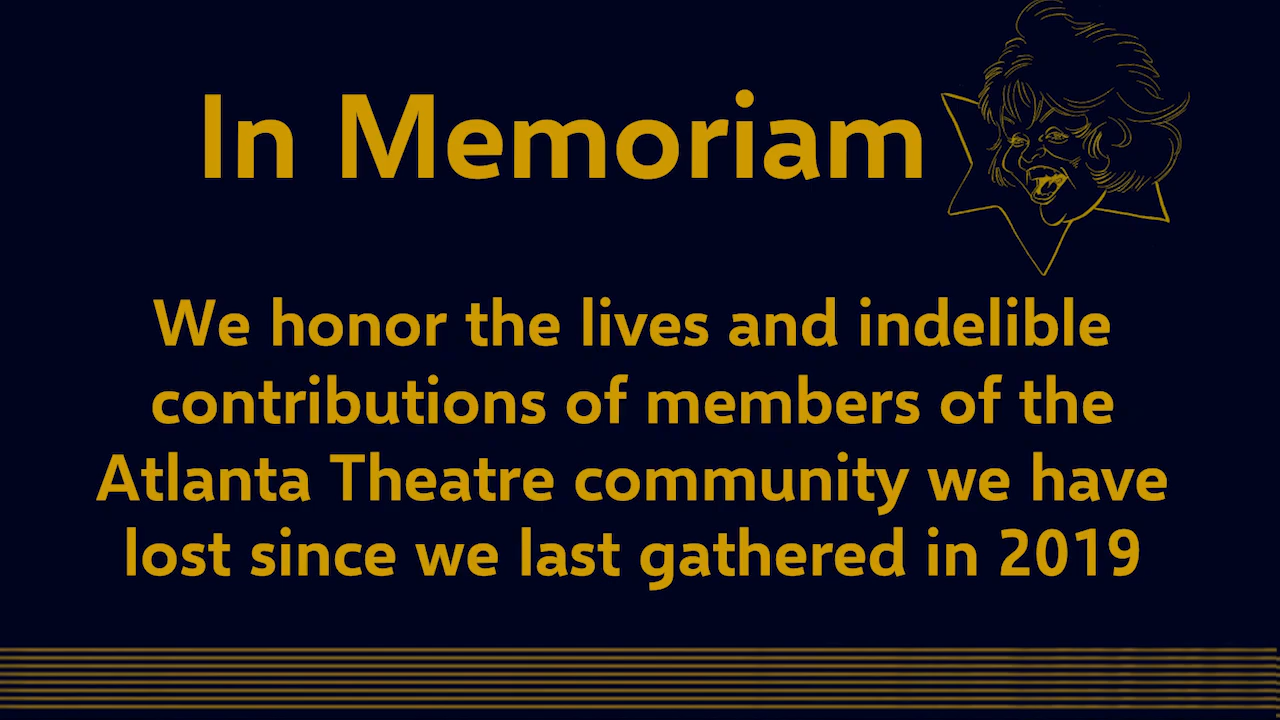 In Memoriam
We honor the lives and indelible
contributions of members of the
Atlanta Theatre community we have
lost since we last gathered in 2019